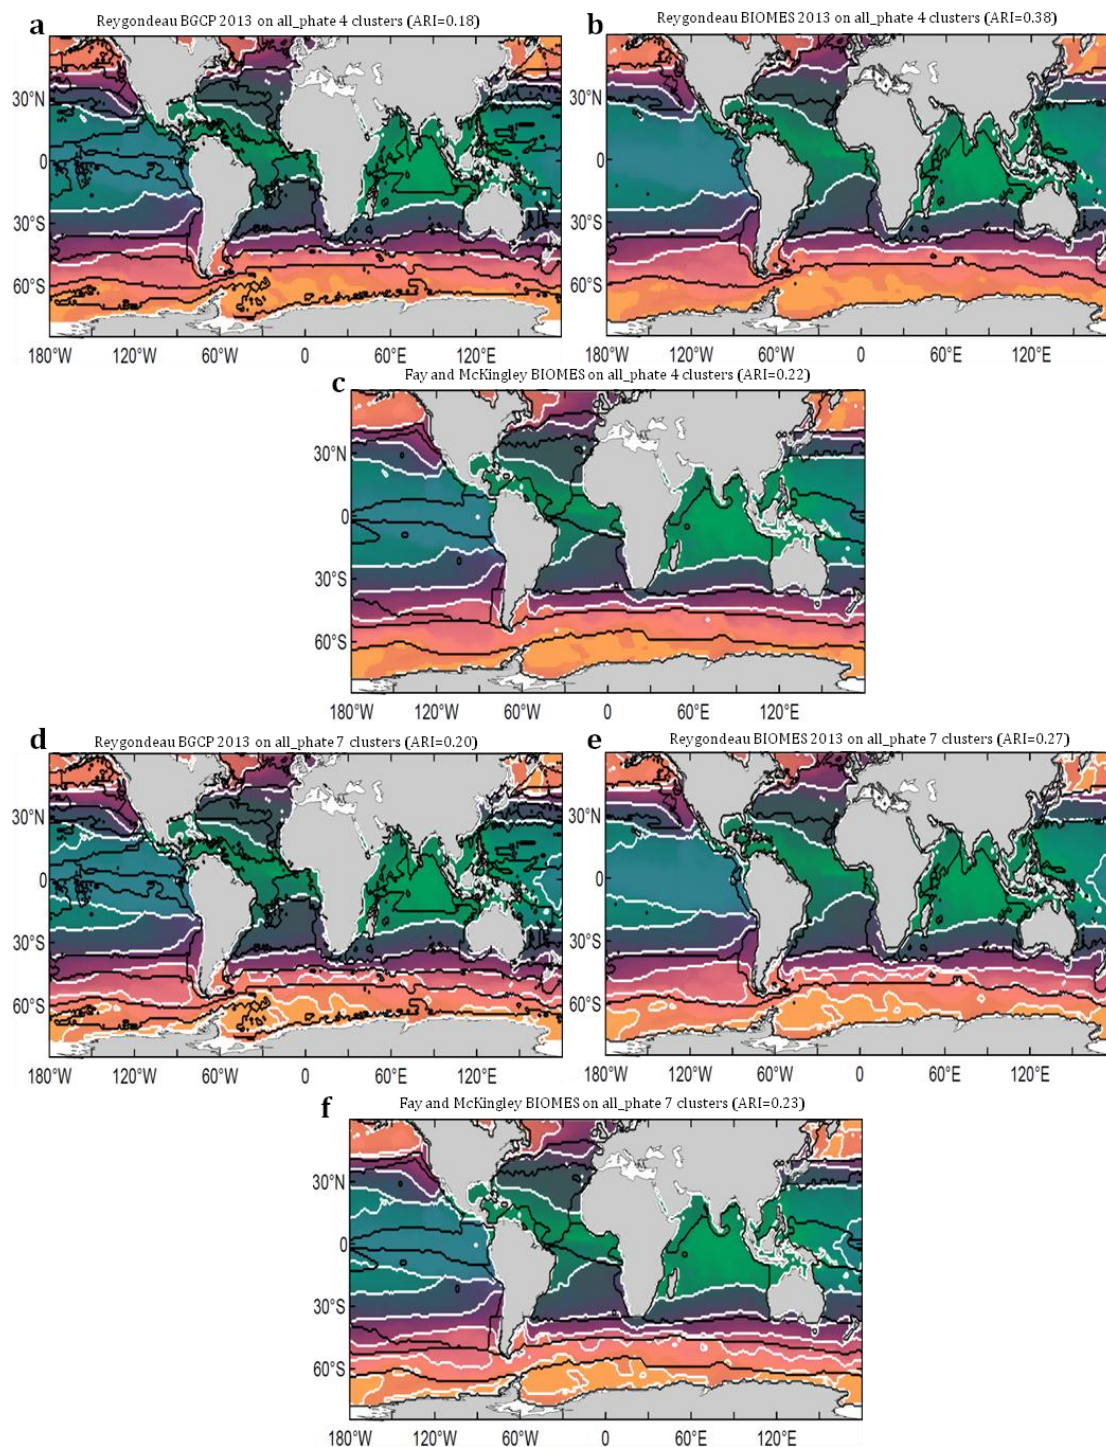 a
Reygondeau BGCP 2013 on all_phate 4 clusters (ARI=0.18)
30°N
0
30°S
60°S
180°W 120°W 60°W 0 60°E 120°E
b
Reygondeau BIOMES 2013 on all_phate 4 clusters (ARI=0.38)
30°N
0
30°S
60°S
180°W 120°W 60°W 0 60°E 120°E
c
Fay and McKingley BIOMES on all_phate 4 clusters (ARI=0.22)
30°N
0
30°S
60°S
180°W 120°W 60°W 0 60°E 120°E 180°W
d
Reygondeau BGCP 2013 on all_phate 7 clusters (ARI=0.20)
30°N
0
30°S
60°S
180°W 120°W 60°W 0 60°E 120°E
e
Reygondeau BIOMES 2013 on all_phate 7 clusters (ARI=0.27)
30°N
0
30°S
60°S
180°W 120°W 60°W 0 60°E 120°E
f
Fay and McKingley BIOMES on all_phate 7 clusters (ARI=0.23)
30°N
0
30°S
60°S
180°W 120°W 60°W 0 60°E 120°E 180°W